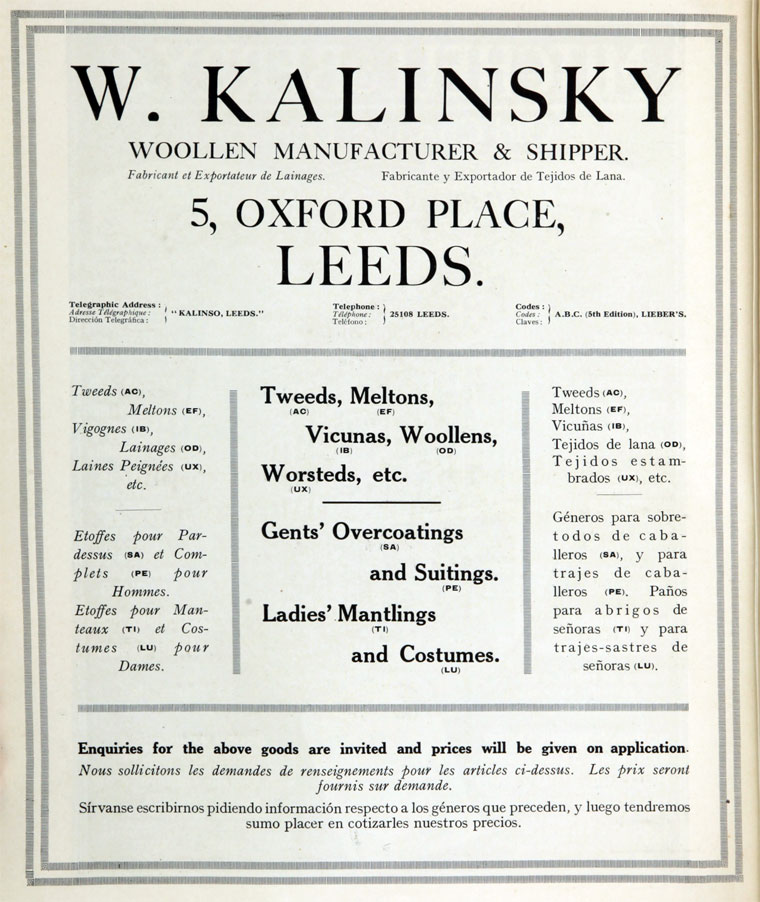 W. KALINSKY
WOOLLEN MANUFACTURER & SHIPPER.
Fabricant et Exportateur de Lainages.
Fabricante y Exportador de Tejidos de Lana.
5, OXFORD PLACE,
LEEDS.
Telegraphic Address :
Adresse Télégraphique :
Dirección Telegráfica :
"KALINSO, LEEDS."
Telephone :
Téléphone :
Teléfono :
25108 LEEDS.
Codes :
Codes :
Claves :
A.B.C. (5th Edition), LIEBER'S.
Tweeds (AC),
Meltons (EF),
Vigognes (IB),
Lainages (OD),
Laines Peignées (UX),
etc.
Etoffes pour Par-
dessus (SA) et Com-
plets (PE) pour
Hommes.
Etoffes pour Man-
teaux (TI) et Cos-
tumes (LU) pour
Dames.
Tweeds, Meltons,
(AC) (EF)
Vicunas, Woollens,
(IB) (OD)
Worsteds, etc.
(UX)
Gents' Overcoatings
(SA)
and Suitings.
(PE)
Ladies' Mantlings
(TI)
and Costumes.
(LU)
Tweeds (AC),
Meltons (EF),
Vicuñas (IB),
Tejidos de lana (OD),
Tejidos estam-
brados (UX), etc.
Géneros para sobre-
todos de caba-
lleros (SA), y para
trajes de caba-
lleros (PE). Paños
para abrigos de
señoras (TI) y para
trajes-sastres de
señoras (LU).
Enquiries for the above goods are invited and prices will be given on application.
Nous sollicitons les demandes de renseignements pour les articles ci-dessus. Les prix seront
fournis sur demande.
Sírvanse escribirnos pidiendo información respecto a los géneros que preceden, y luego tendremos
sumo placer en cotizarles nuestros precios.